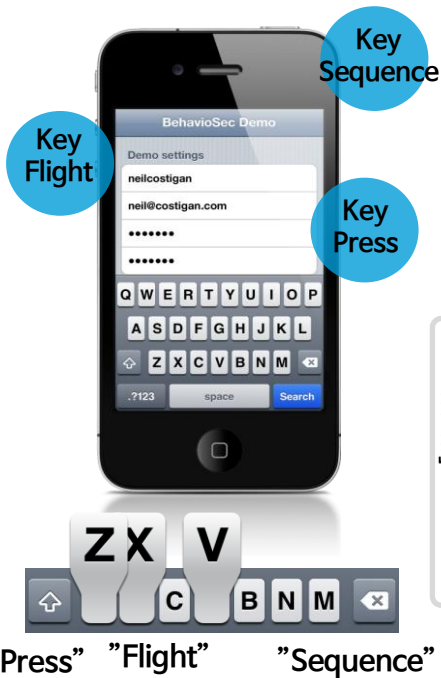 Key
Sequence
Key
Flight
BehavioSec Demo
Demo settings
neilcostigan
neil@costigan.com
•••••••
•••••••
Key
Press
Q W E R T Y U I O P
A S D F G H J K L
Z X C V B N M
.?123 space Search
Z X V
C B N M
Press" "Flight" "Sequence"